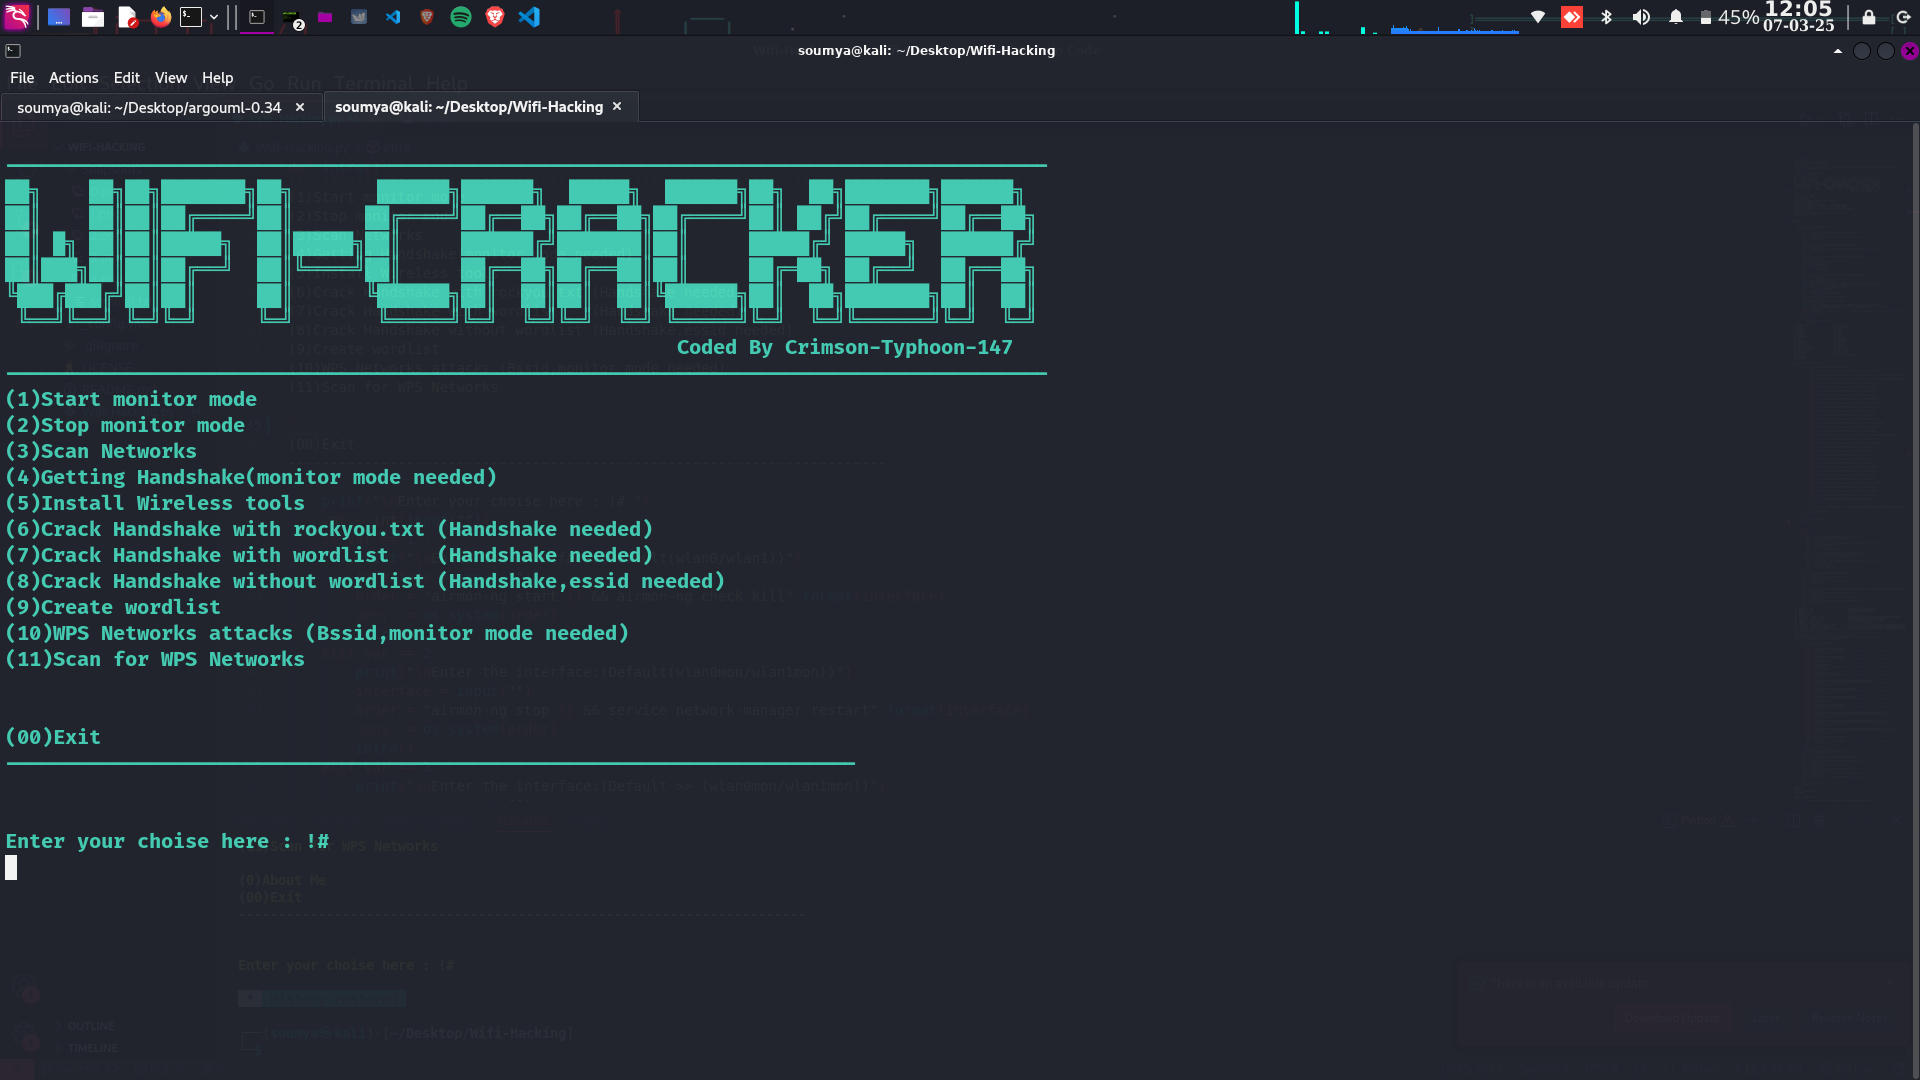 2
45%
12:05
07-03-25
soumya@kali: ~/Desktop/Wifi-Hacking
File Actions Edit View Help
soumya@kali: ~/Desktop/argouml-0.34
soumya@kali: ~/Desktop/Wifi-Hacking
WIFI-CRACKER
Coded By Crimson-Typhoon-147
(1)Start monitor mode
(2)Stop monitor mode
(3)Scan Networks
(4)Getting Handshake(monitor mode needed)
(5)Install Wireless tools
(6)Crack Handshake with rockyou.txt (Handshake needed)
(7)Crack Handshake with wordlist    (Handshake needed)
(8)Crack Handshake without wordlist (Handshake,essid needed)
(9)Create wordlist
(10)WPS Networks attacks (Bssid,monitor mode needed)
(11)Scan for WPS Networks
(00)Exit
Enter your choise here : !#